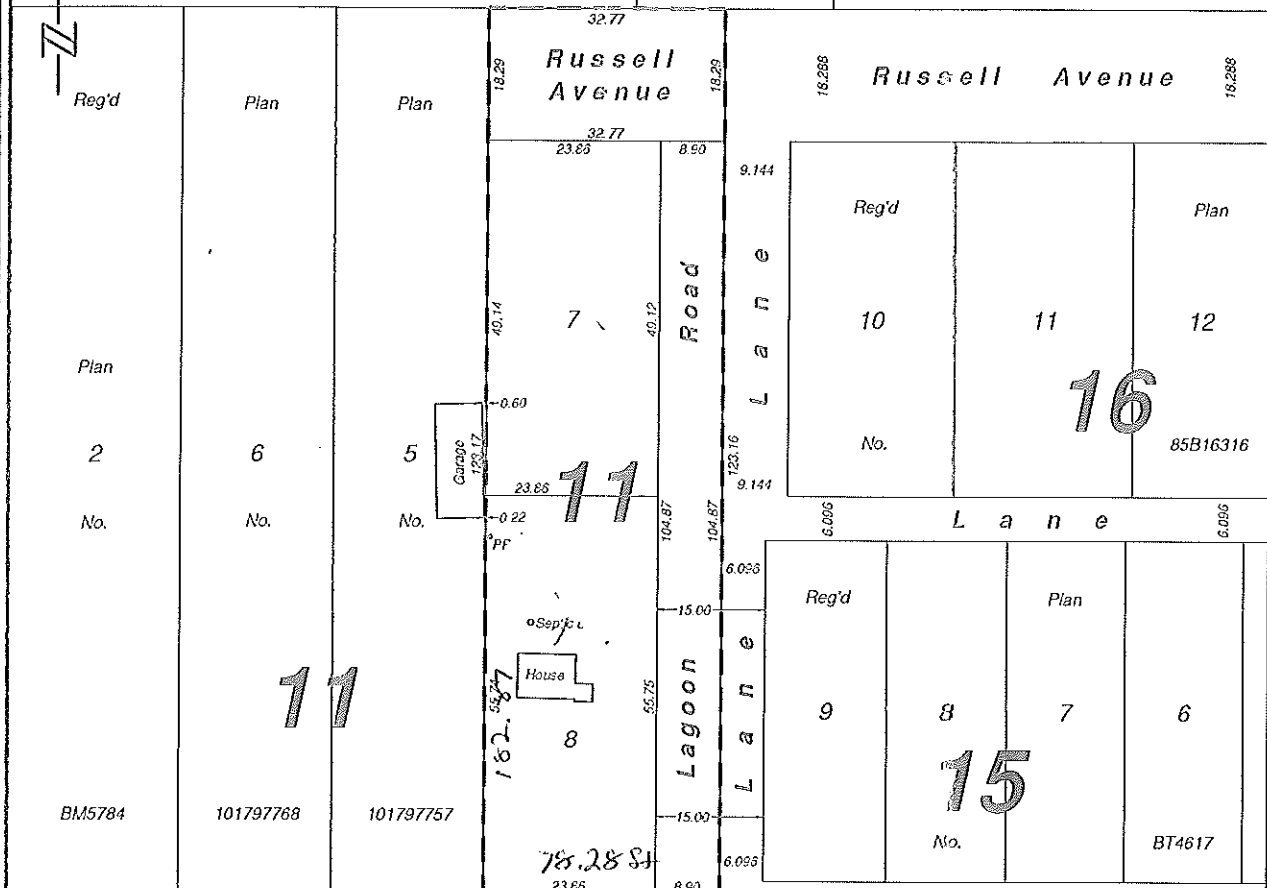 32.77
Russell
Avenue
18.29
18.29
32.77
23.86
8.90
Russell Avenue
18.288
18.288
Reg'd
Plan
Plan
Plan
2
6
5
No.
No.
No.
11
BM5784
101797768
101797757
49.14
7
49.12
Road
Garage
0.60
123.17
23.86
11
0.22
PF
104.87
104.87
House
55.75
182.87
8
Lagoon
15.00
15.00
78.28
23.86
8.90
9.144
Lane
123.16
9.144
6.096
Lane
6.096
Reg'd
Plan
10
11
12
16
No.
85B16316
6.096
Lane
6.096
Reg'd
Plan
9
8
7
6
15
No.
BT4617